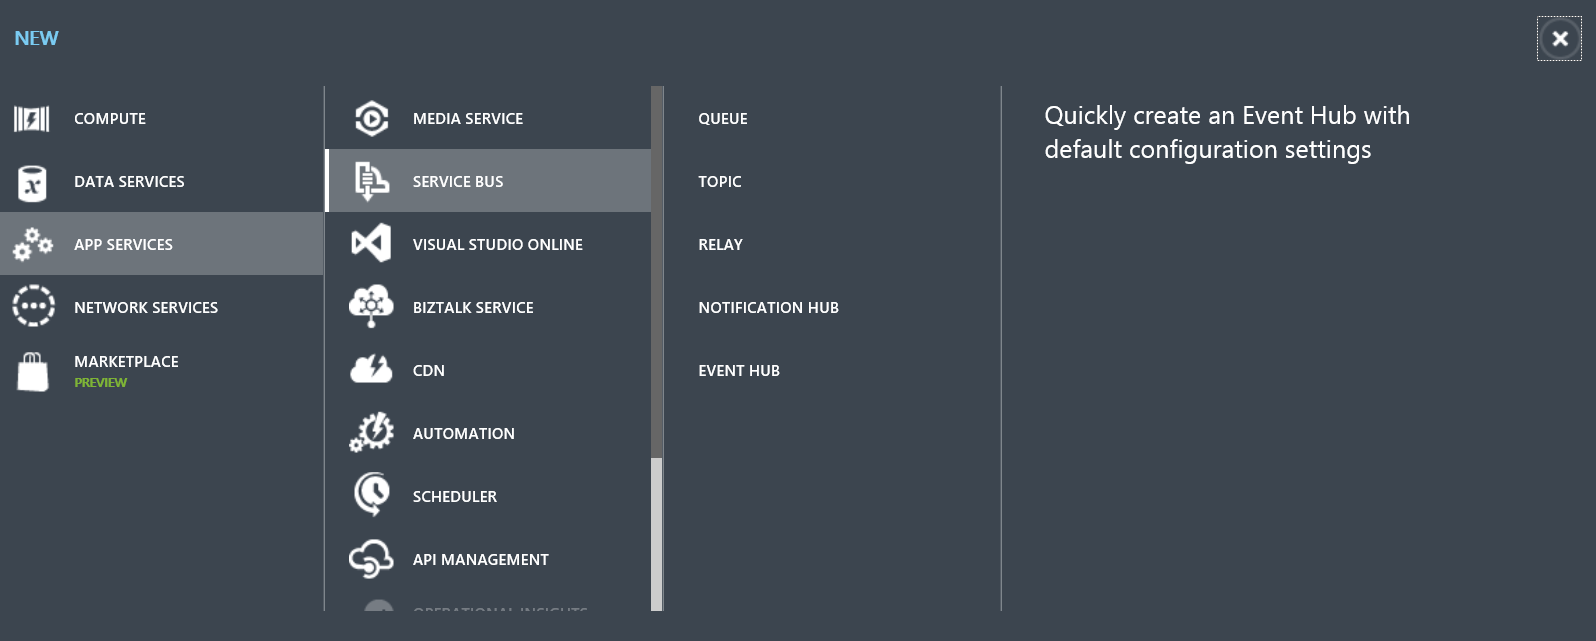 NEW
COMPUTE
DATA SERVICES
APP SERVICES
NETWORK SERVICES
MARKETPLACE
PREVIEW
MEDIA SERVICE
SERVICE BUS
VISUAL STUDIO ONLINE
BIZTALK SERVICE
CDN
AUTOMATION
SCHEDULER
API MANAGEMENT
OPERATIONAL INSIGHTS
QUEUE
TOPIC
RELAY
NOTIFICATION HUB
EVENT HUB
Quickly create an Event Hub with
default configuration settings